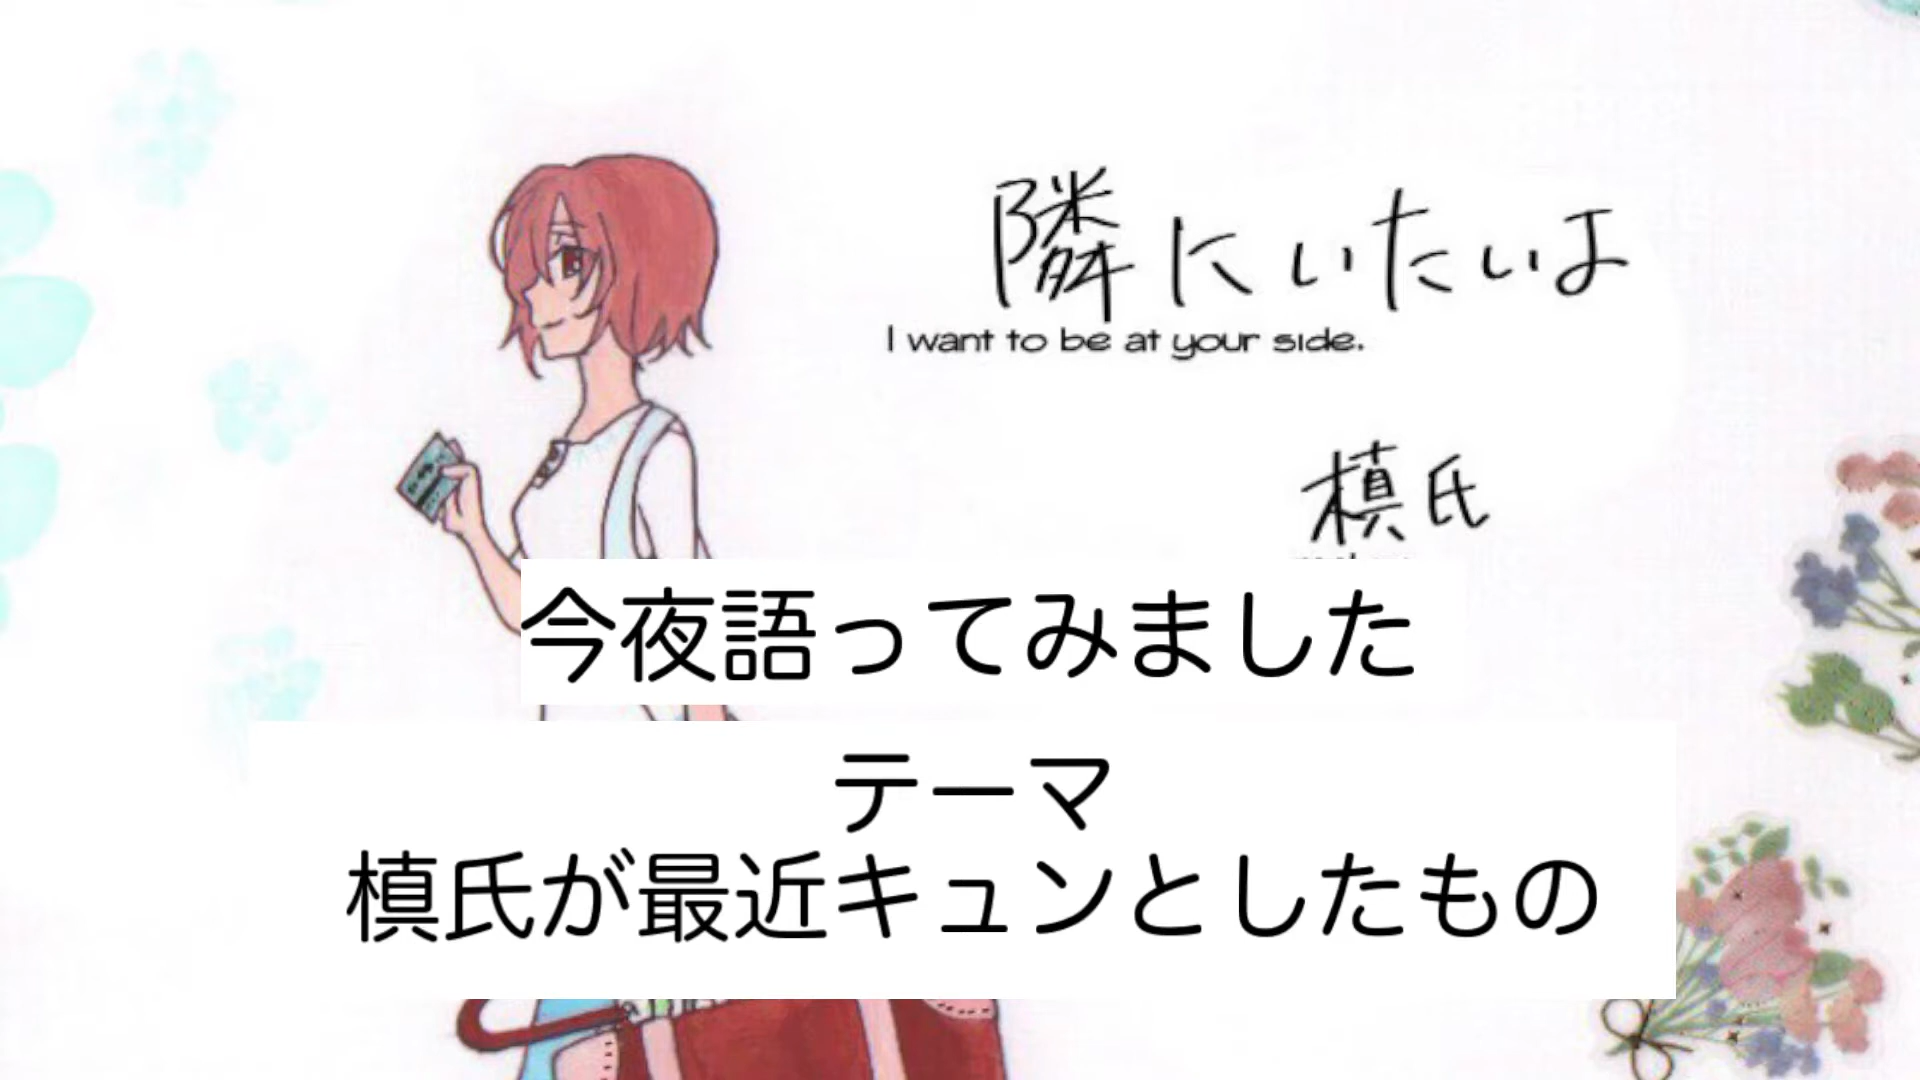 隣にいたいよ
I want to be at your side.
槙氏
今夜語ってみました
テーマ
槙氏が最近キュンとしたもの